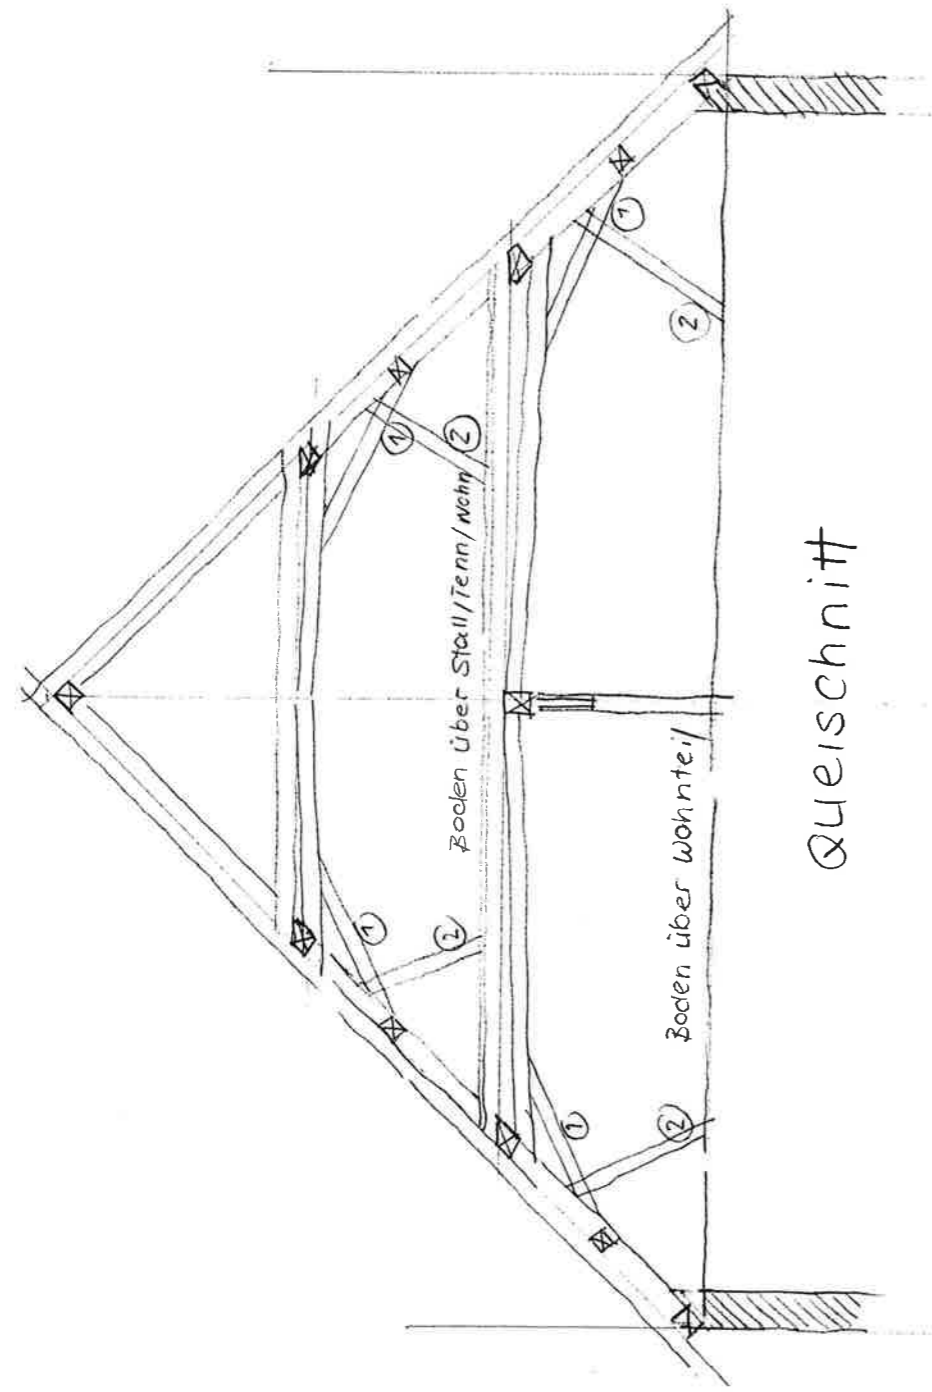 ① ①
② ②
Boden über Stall/Tenn/Wohn
① ①
② ②
Boden über Wohnteil
Querschnitt